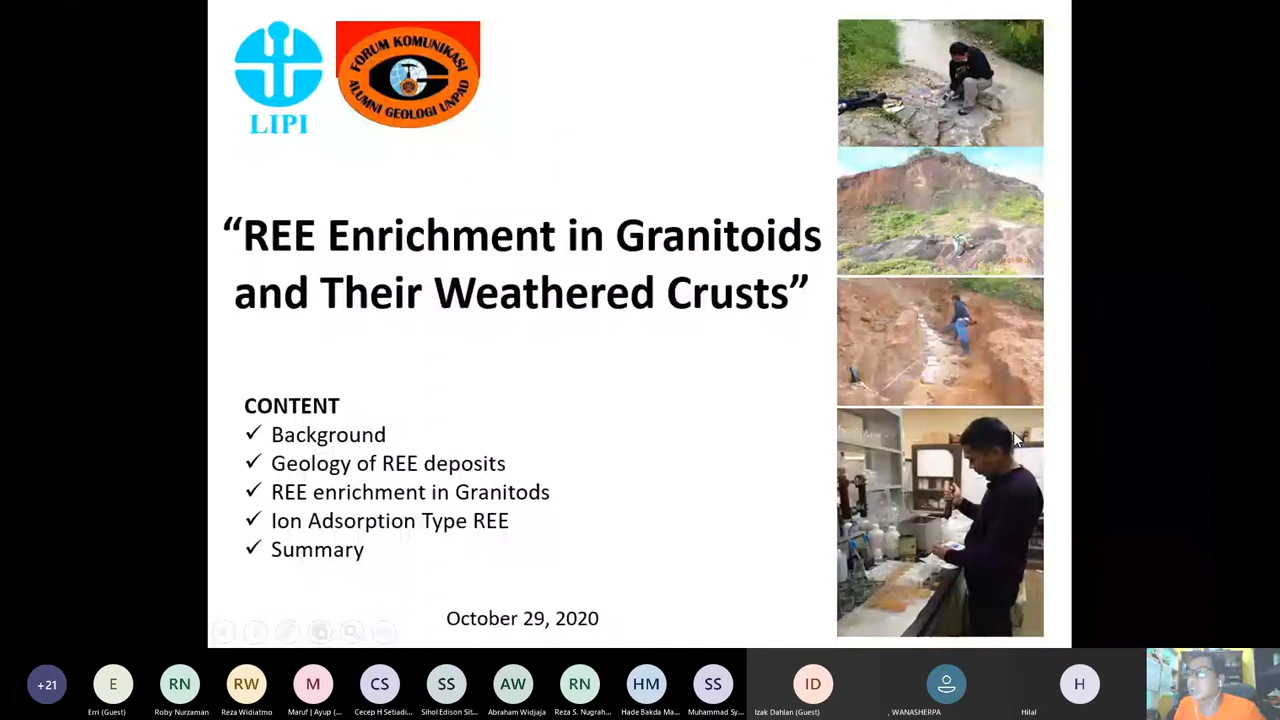 LIPI
FORUM KOMUNIKASI
ALUMNI GEOLOGI UNPAD
“REE Enrichment in Granitoids
and Their Weathered Crusts”
CONTENT
✓ Background
✓ Geology of REE deposits
✓ REE enrichment in Granitods
✓ Ion Adsorption Type REE
✓ Summary
October 29, 2020
+21
E
RN
RW
M
CS
SS
AW
RN
HM
SS
ID
H
Erri (Guest)
Roby Nurzaman
Reza Widiatmo
Maruf J Ayup (...
Cecep H Setiadi...
Sihol Edison Sit...
Abraham Widjaja
Reza S. Nugrah...
Hade Bakda Ma...
Muhammad Sy...
Izak Dahlan (Guest)
, WANASHERPA
Hilal